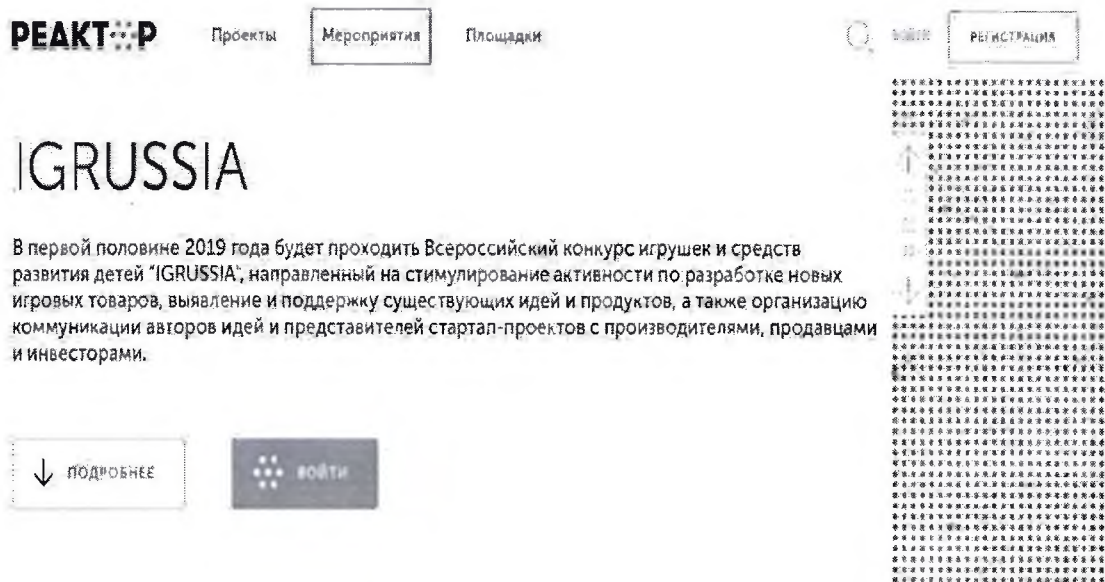 РЕАКТОР Проекты Мероприятия Площадки ВОЙТИ РЕГИСТРАЦИЯ
IGRUSSIA
В первой половине 2019 года будет проходить Всероссийский конкурс игрушек и средств
развития детей "IGRUSSIA", направленный на стимулирование активности по разработке новых
игровых товаров, выявление и поддержку существующих идей и продуктов, а также организацию
коммуникации авторов идей и представителей стартап-проектов с производителями, продавцами
и инвесторами.
ПОДРОБНЕЕ ВОЙТИ